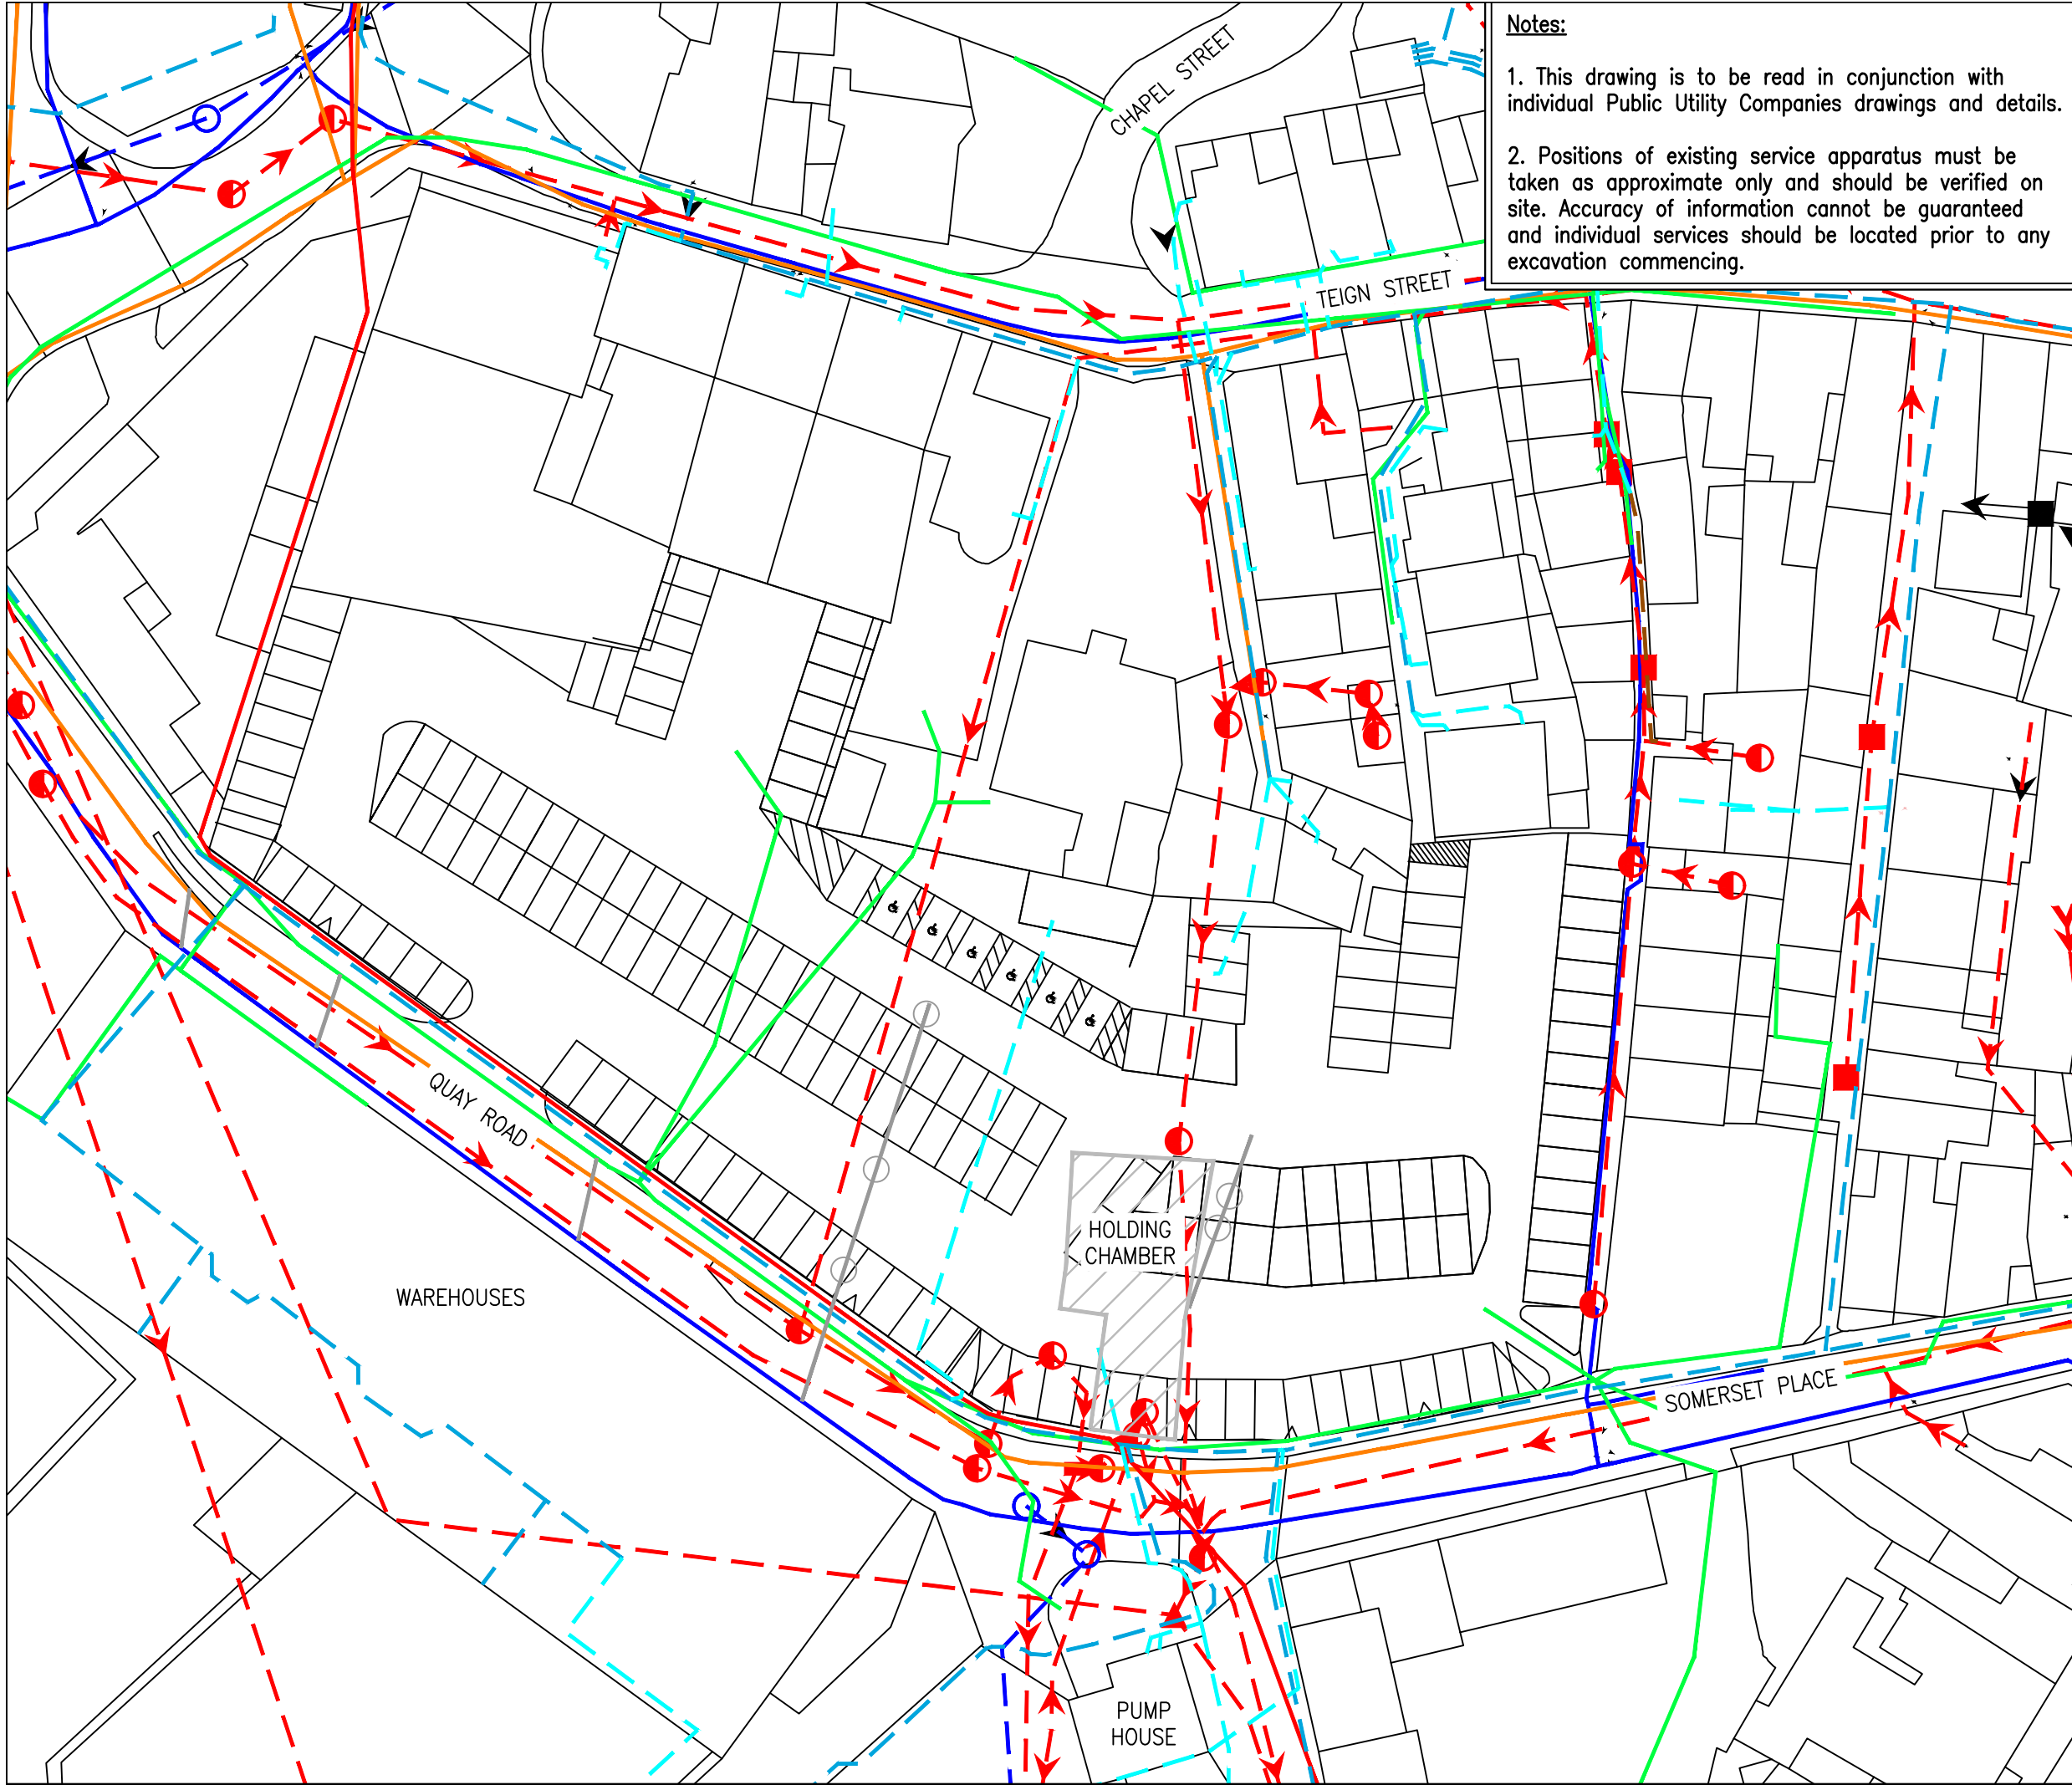 Notes:
1. This drawing is to be read in conjunction with
individual Public Utility Companies drawings and details.
2. Positions of existing service apparatus must be
taken as approximate only and should be verified on
site. Accuracy of information cannot be guaranteed
and individual services should be located prior to any
excavation commencing.
CHAPEL STREET
TEIGN STREET
QUAY ROAD
HOLDING
CHAMBER
WAREHOUSES
SOMERSET PLACE
PUMP
HOUSE